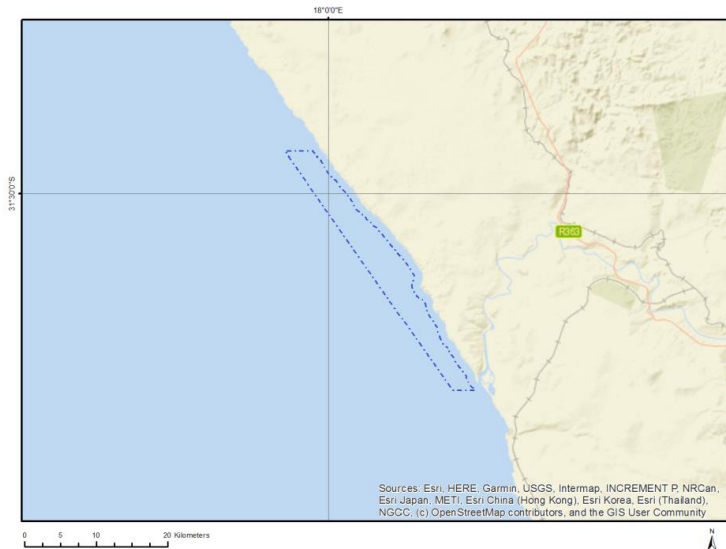 18°0'0"E
31°30'0"S
R363
Sources: Esri, HERE, Garmin, USGS, Intermap, INCREMENT P, NRCan,
Esri Japan, METI, Esri China (Hong Kong), Esri Korea, Esri (Thailand),
NGCC, (c) OpenStreetMap contributors, and the GIS User Community
0 5 10 20 Kilometers
N